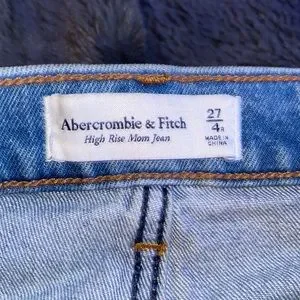 Abercrombie & Fitch
High Rise Mom Jean
27
4R
MADE IN
CHINA